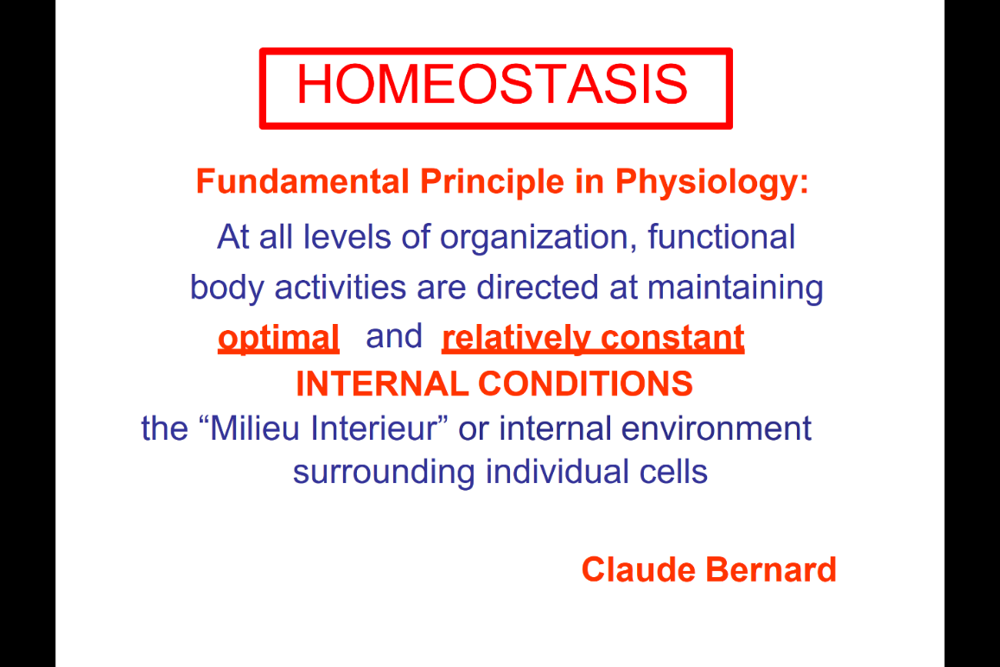 HOMEOSTASIS
Fundamental Principle in Physiology:
At all levels of organization, functional
body activities are directed at maintaining
optimal and relatively constant
INTERNAL CONDITIONS
the “Milieu Interieur” or internal environment
surrounding individual cells
Claude Bernard